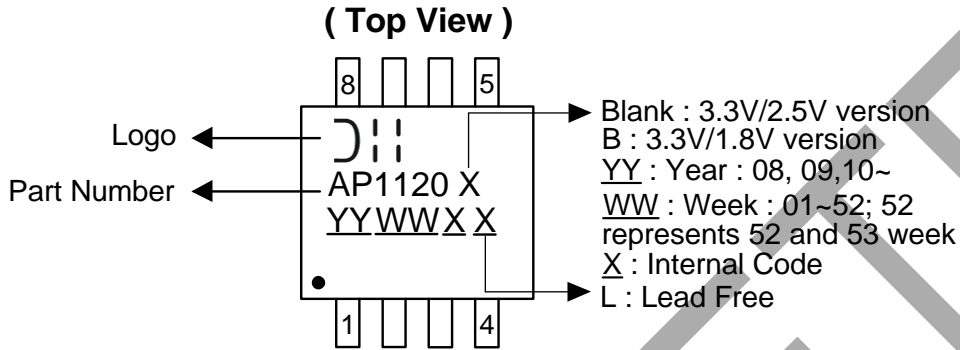 ( Top View )
8 5
Logo
AP1120 X
Part Number
YY WW X X
1 4
Blank : 3.3V/2.5V version
B : 3.3V/1.8V version
YY : Year : 08, 09,10~
WW : Week : 01~52; 52
represents 52 and 53 week
X : Internal Code
L : Lead Free